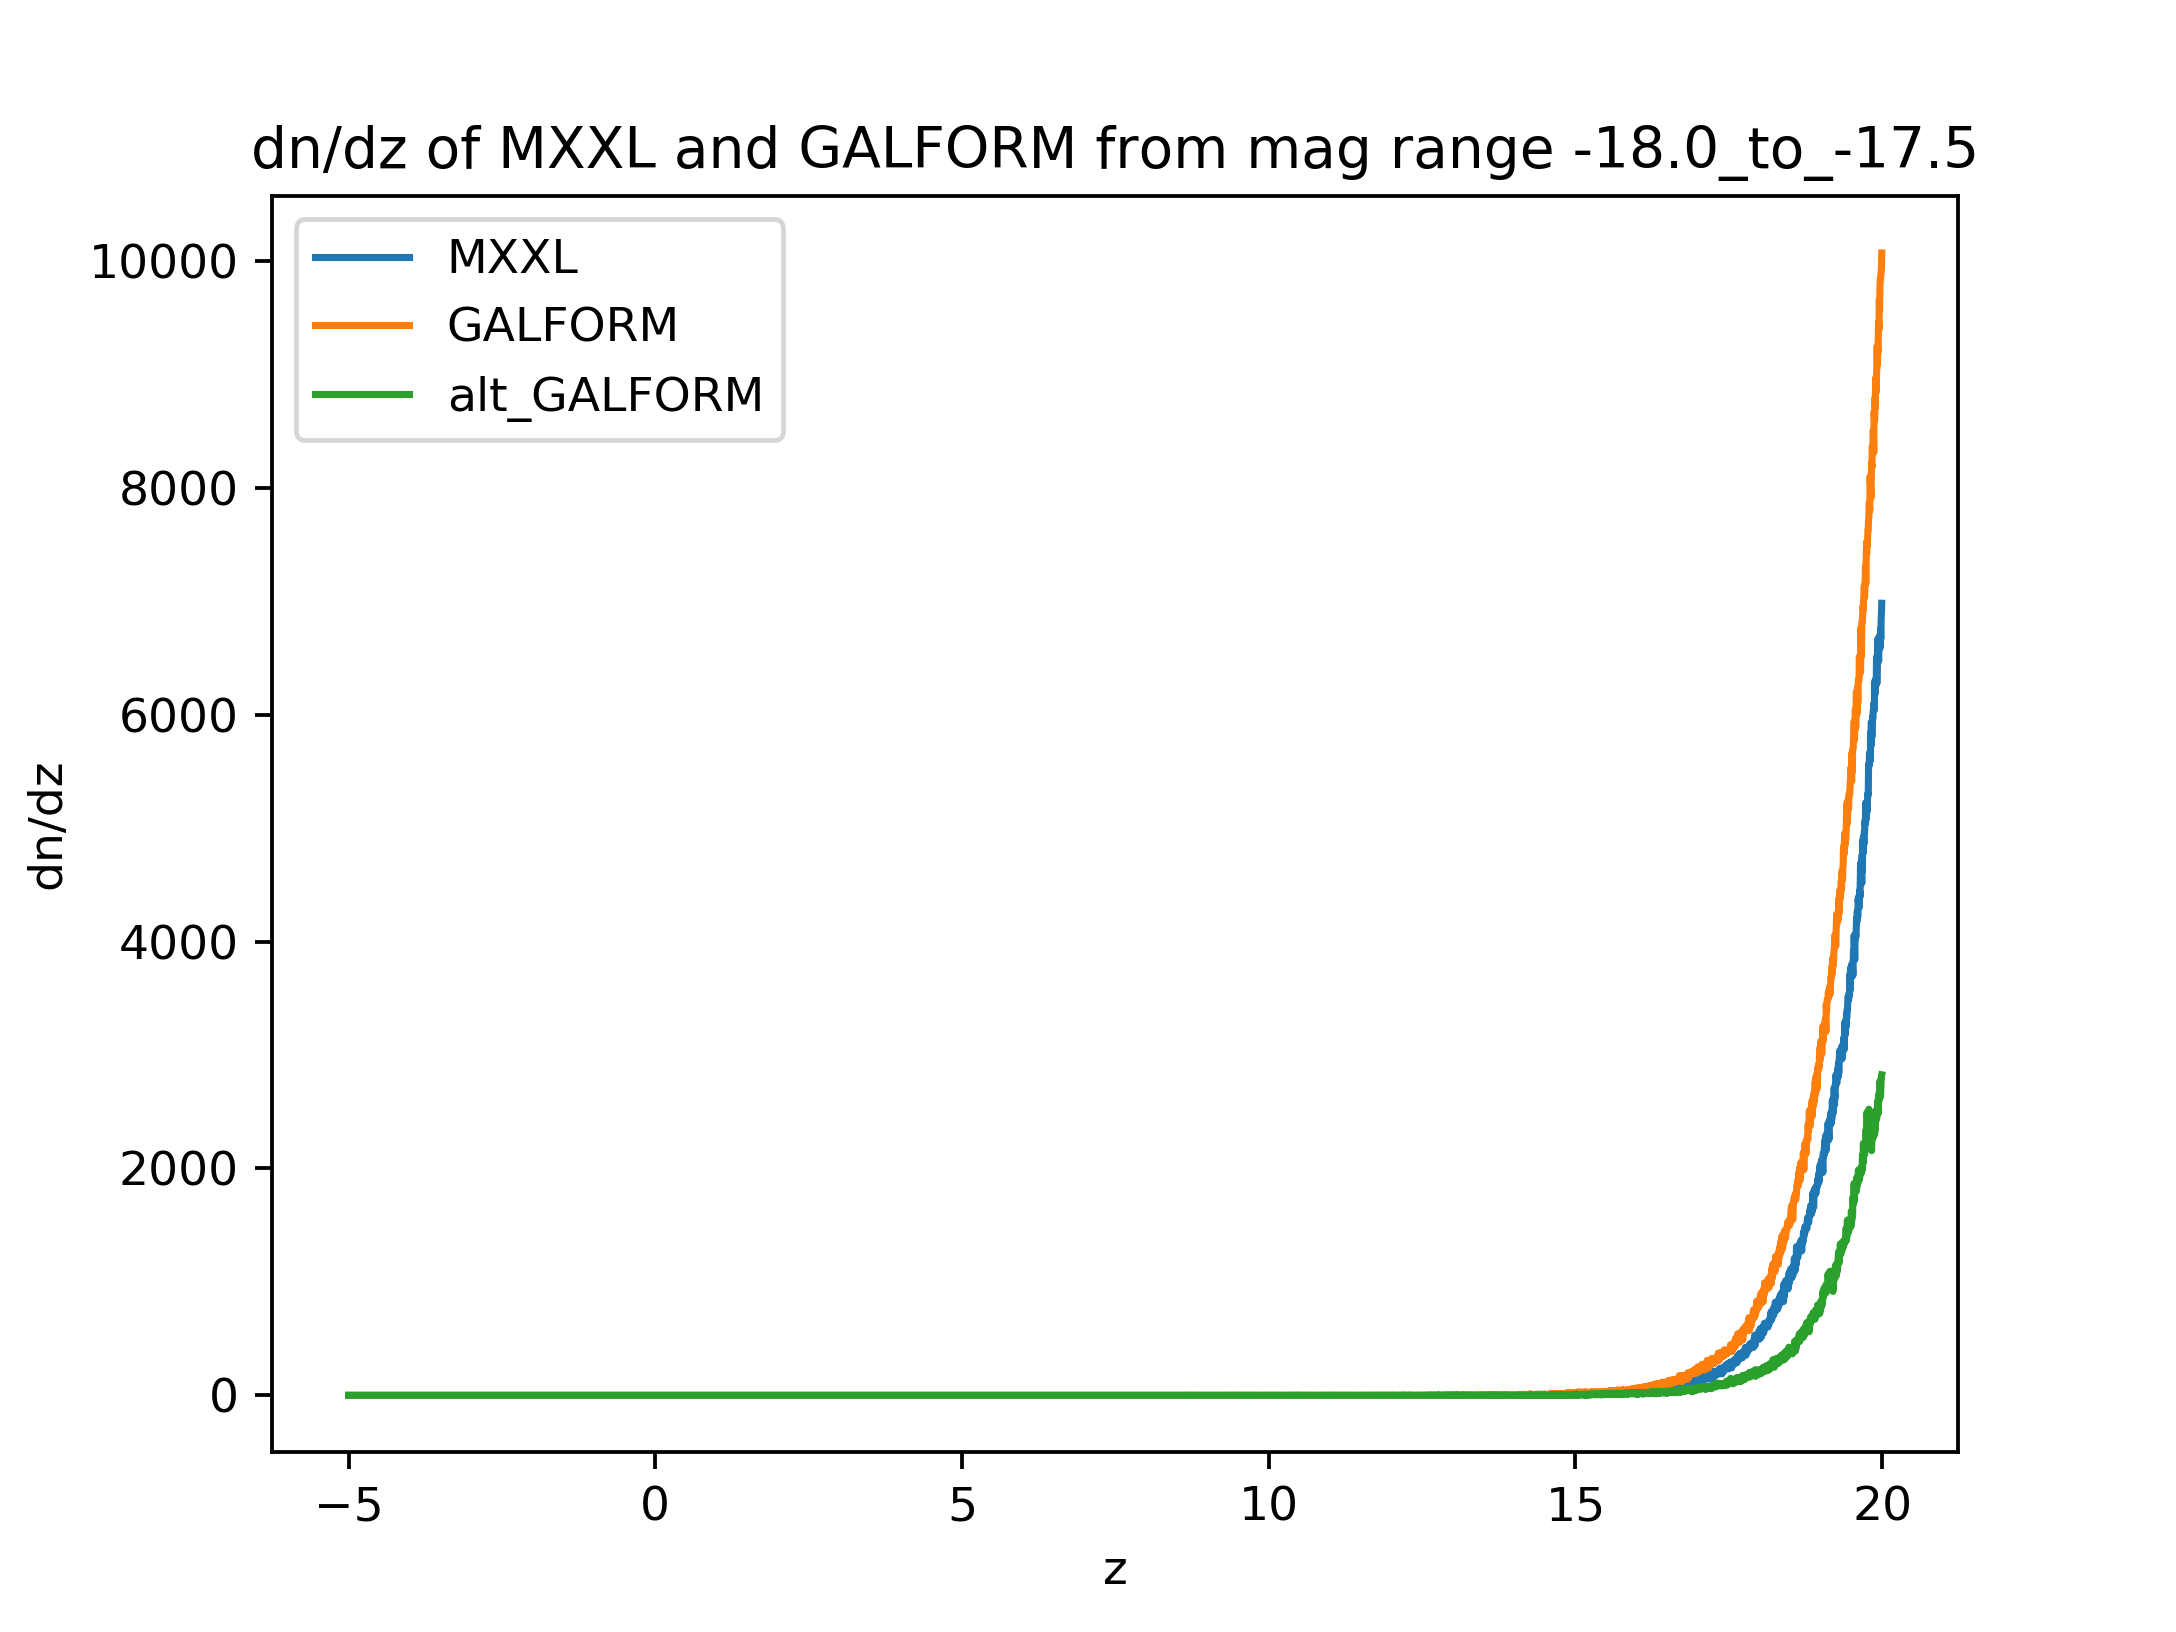 dn/dz of MXXL and GALFORM from mag range -18.0_to_-17.5
MXXL
GALFORM
alt_GALFORM
10000
8000
6000
4000
2000
0
dn/dz
−5 0 5 10 15 20
z